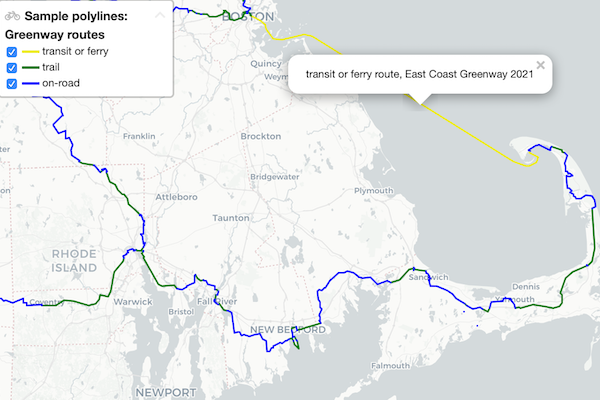 Sample polylines:
Greenway routes
transit or ferry
trail
on-road
BOSTON
Quincy
Weym
transit or ferry route, East Coast Greenway 2021
×
Franklin
Brockton
Bridgewater
Attleboro
Plymouth
Taunton
RHODE
ISLAND
Sandwich
Dennis
Yarmouth
Coventry
Warwick
Fall River
Bristol
NEW BEDFORD
Falmouth
NEWPORT